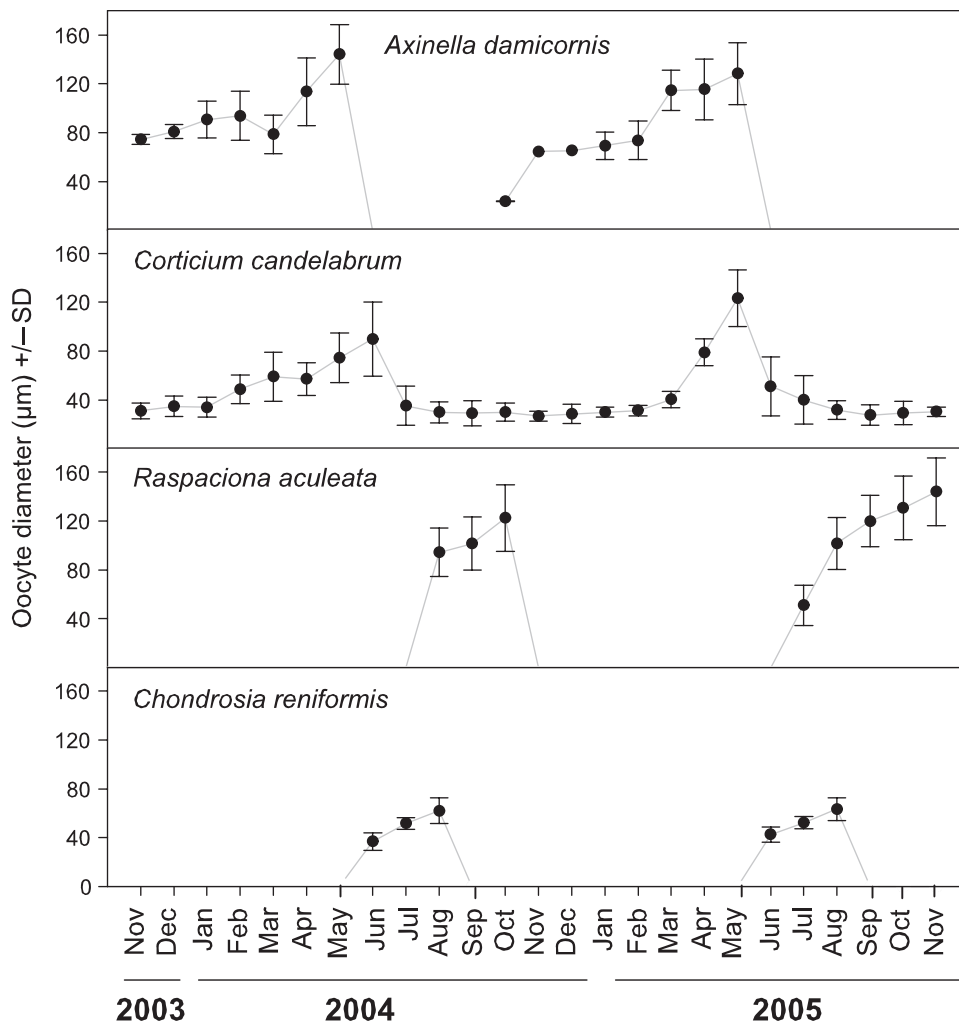 Oocyte diameter (µm) +/– SD
160
120
80
40
Axinella damicornis
160
120
80
40
Corticium candelabrum
160
120
80
40
Raspaciona aculeata
160
120
80
40
0
Chondrosia reniformis
Nov Dec Jan Feb Mar Apr May Jun Jul Aug Sep Oct Nov Dec Jan Feb Mar Apr May Jun Jul Aug Sep Oct Nov
2003 2004 2005